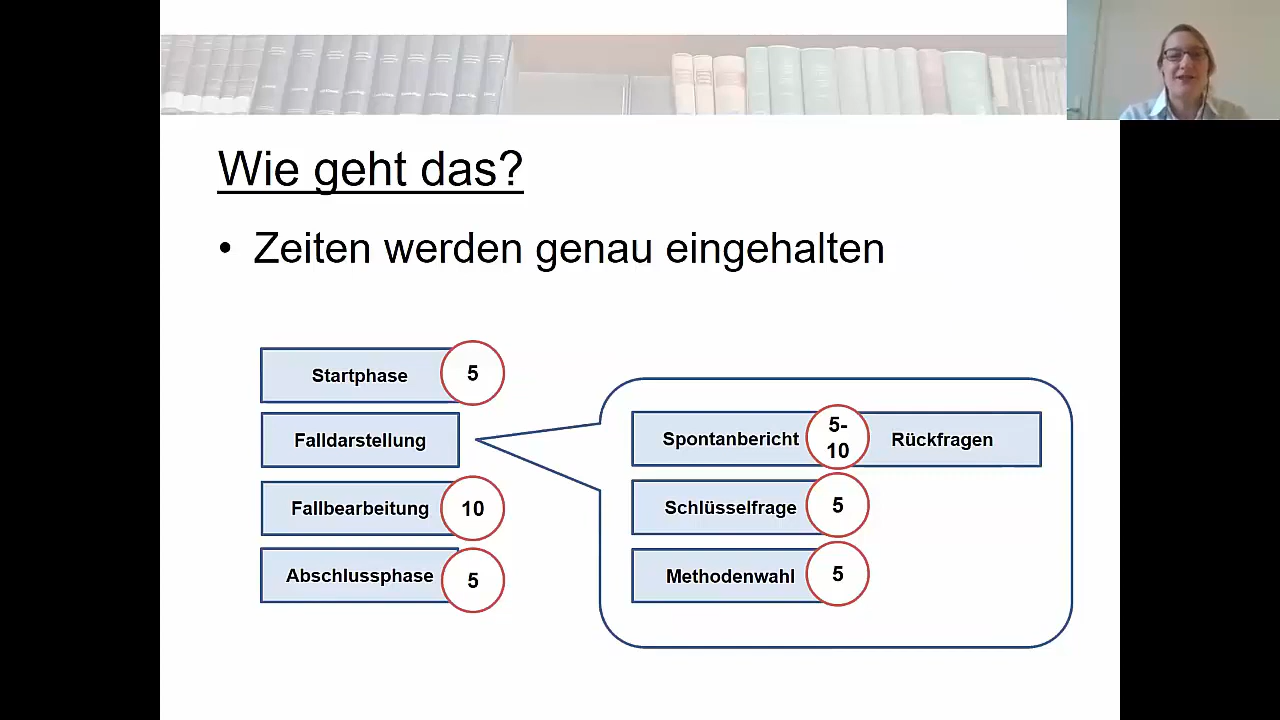 Wie geht das?
• Zeiten werden genau eingehalten
Startphase 5
Falldarstellung
Fallbearbeitung 10
Abschlussphase 5
Spontanbericht 5-
10 Rückfragen
Schlüsselfrage 5
Methodenwahl 5